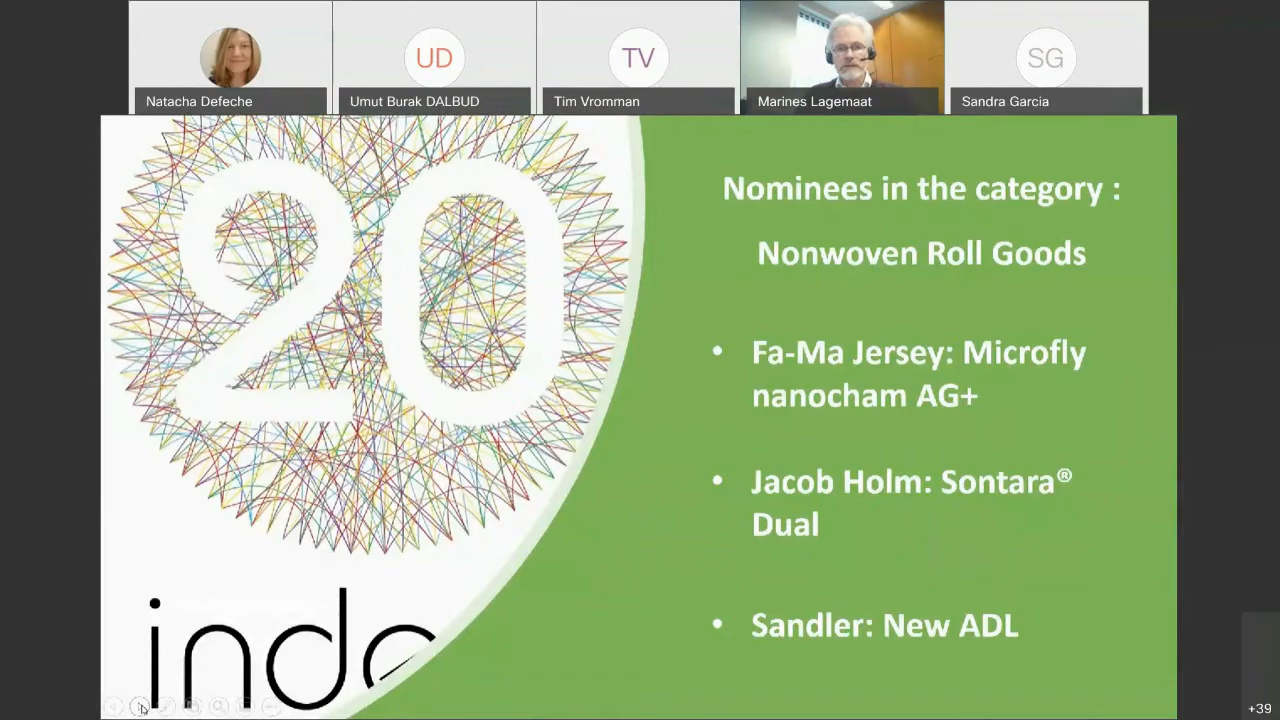 UD
TV
SG
Natacha Defeche
Umut Burak DALBUD
Tim Vromman
Marines Lagemaat
Sandra Garcia
20
Nominees in the category :
Nonwoven Roll Goods
• Fa-Ma Jersey: Microfly
nanocham AG+
• Jacob Holm: Sontara®
Dual
• Sandler: New ADL
inde
+39